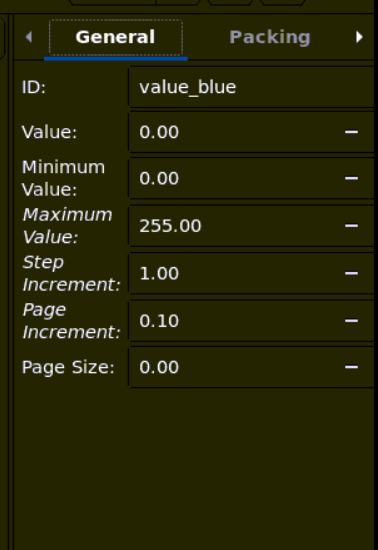 General
Packing
ID:
value_blue
Value:
0.00
Minimum
Value:
0.00
Maximum
Value:
255.00
Step
Increment:
1.00
Page
Increment:
0.10
Page Size:
0.00